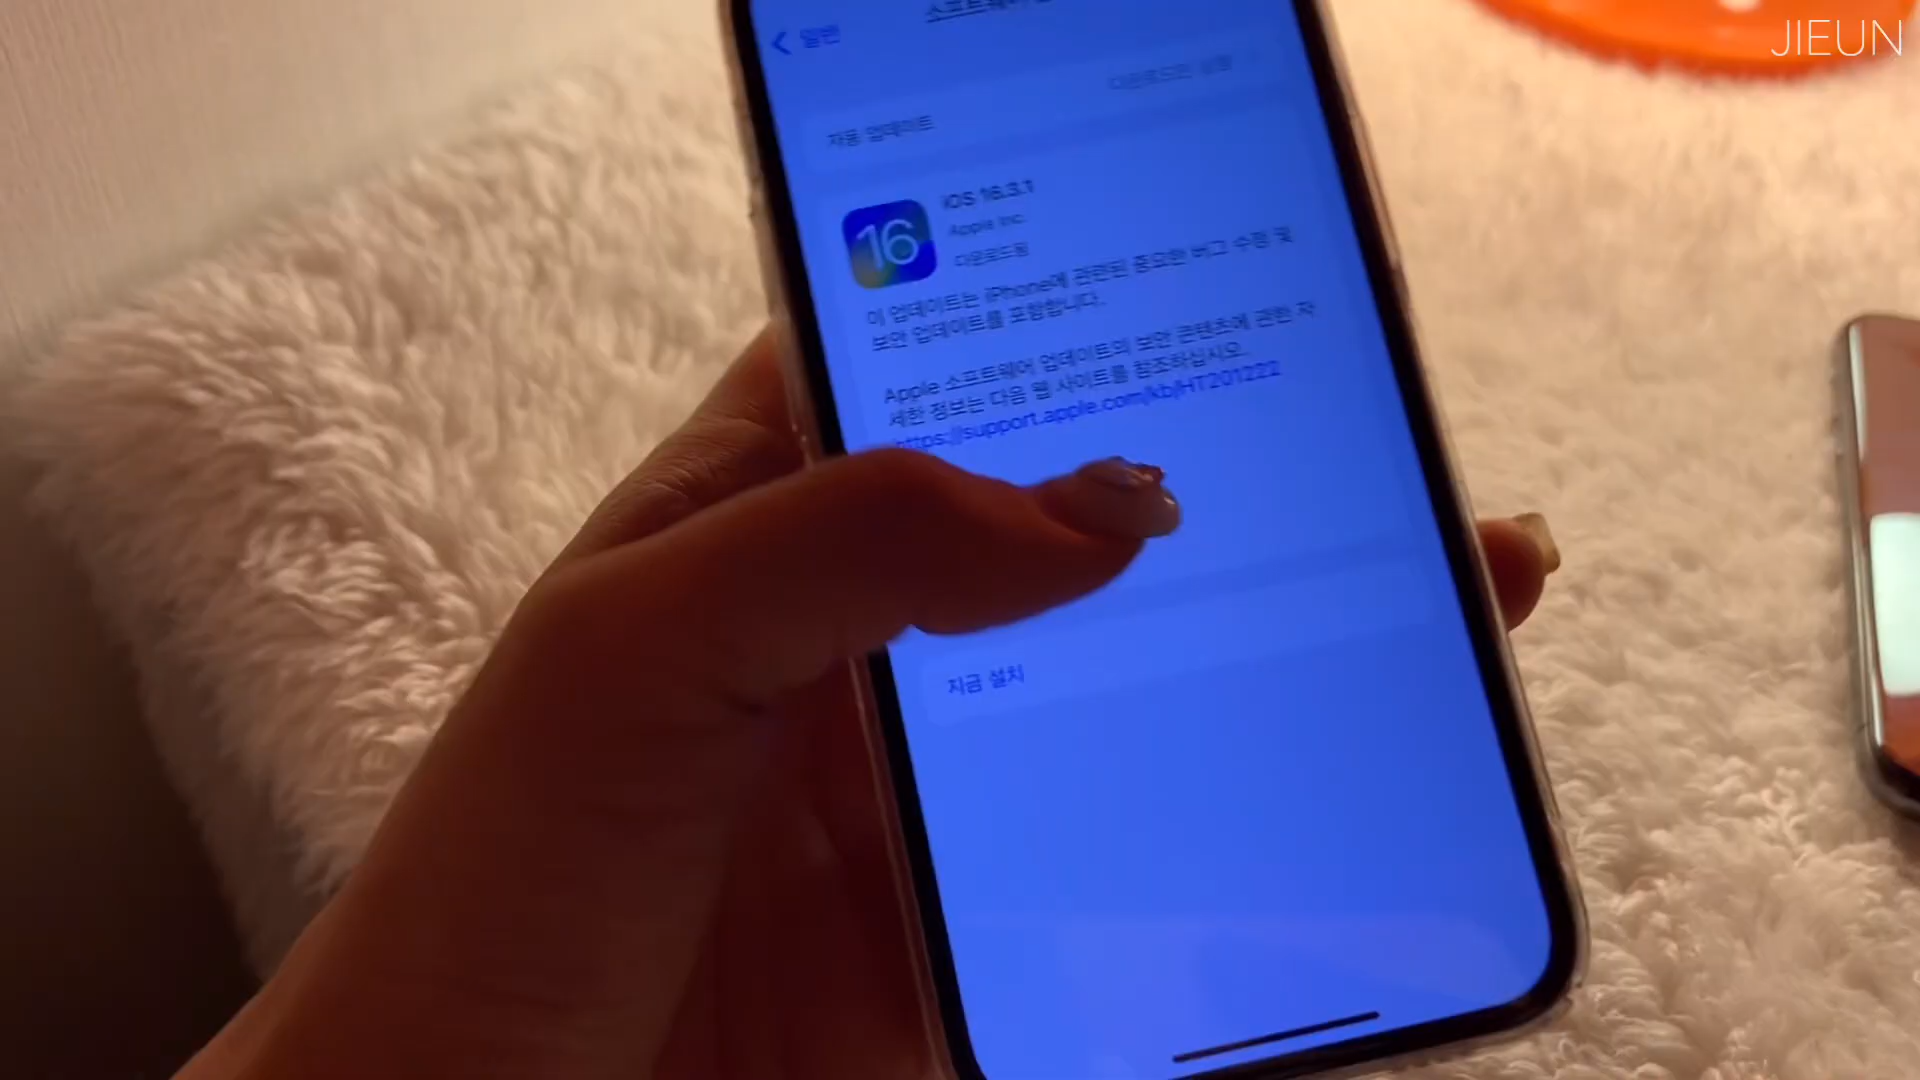 JIEUN
일반
자동 업데이트
iOS 16.3.1
Apple Inc.
다운로드됨
16
이 업데이트는 iPhone에 관련된 중요한 버그 수정 및
보안 업데이트를 포함합니다.
Apple 소프트웨어 업데이트의 보안 콘텐츠에 관한 자
세한 정보는 다음 웹 사이트를 참조하십시오.
https://support.apple.com/kb/HT201222
지금 설치